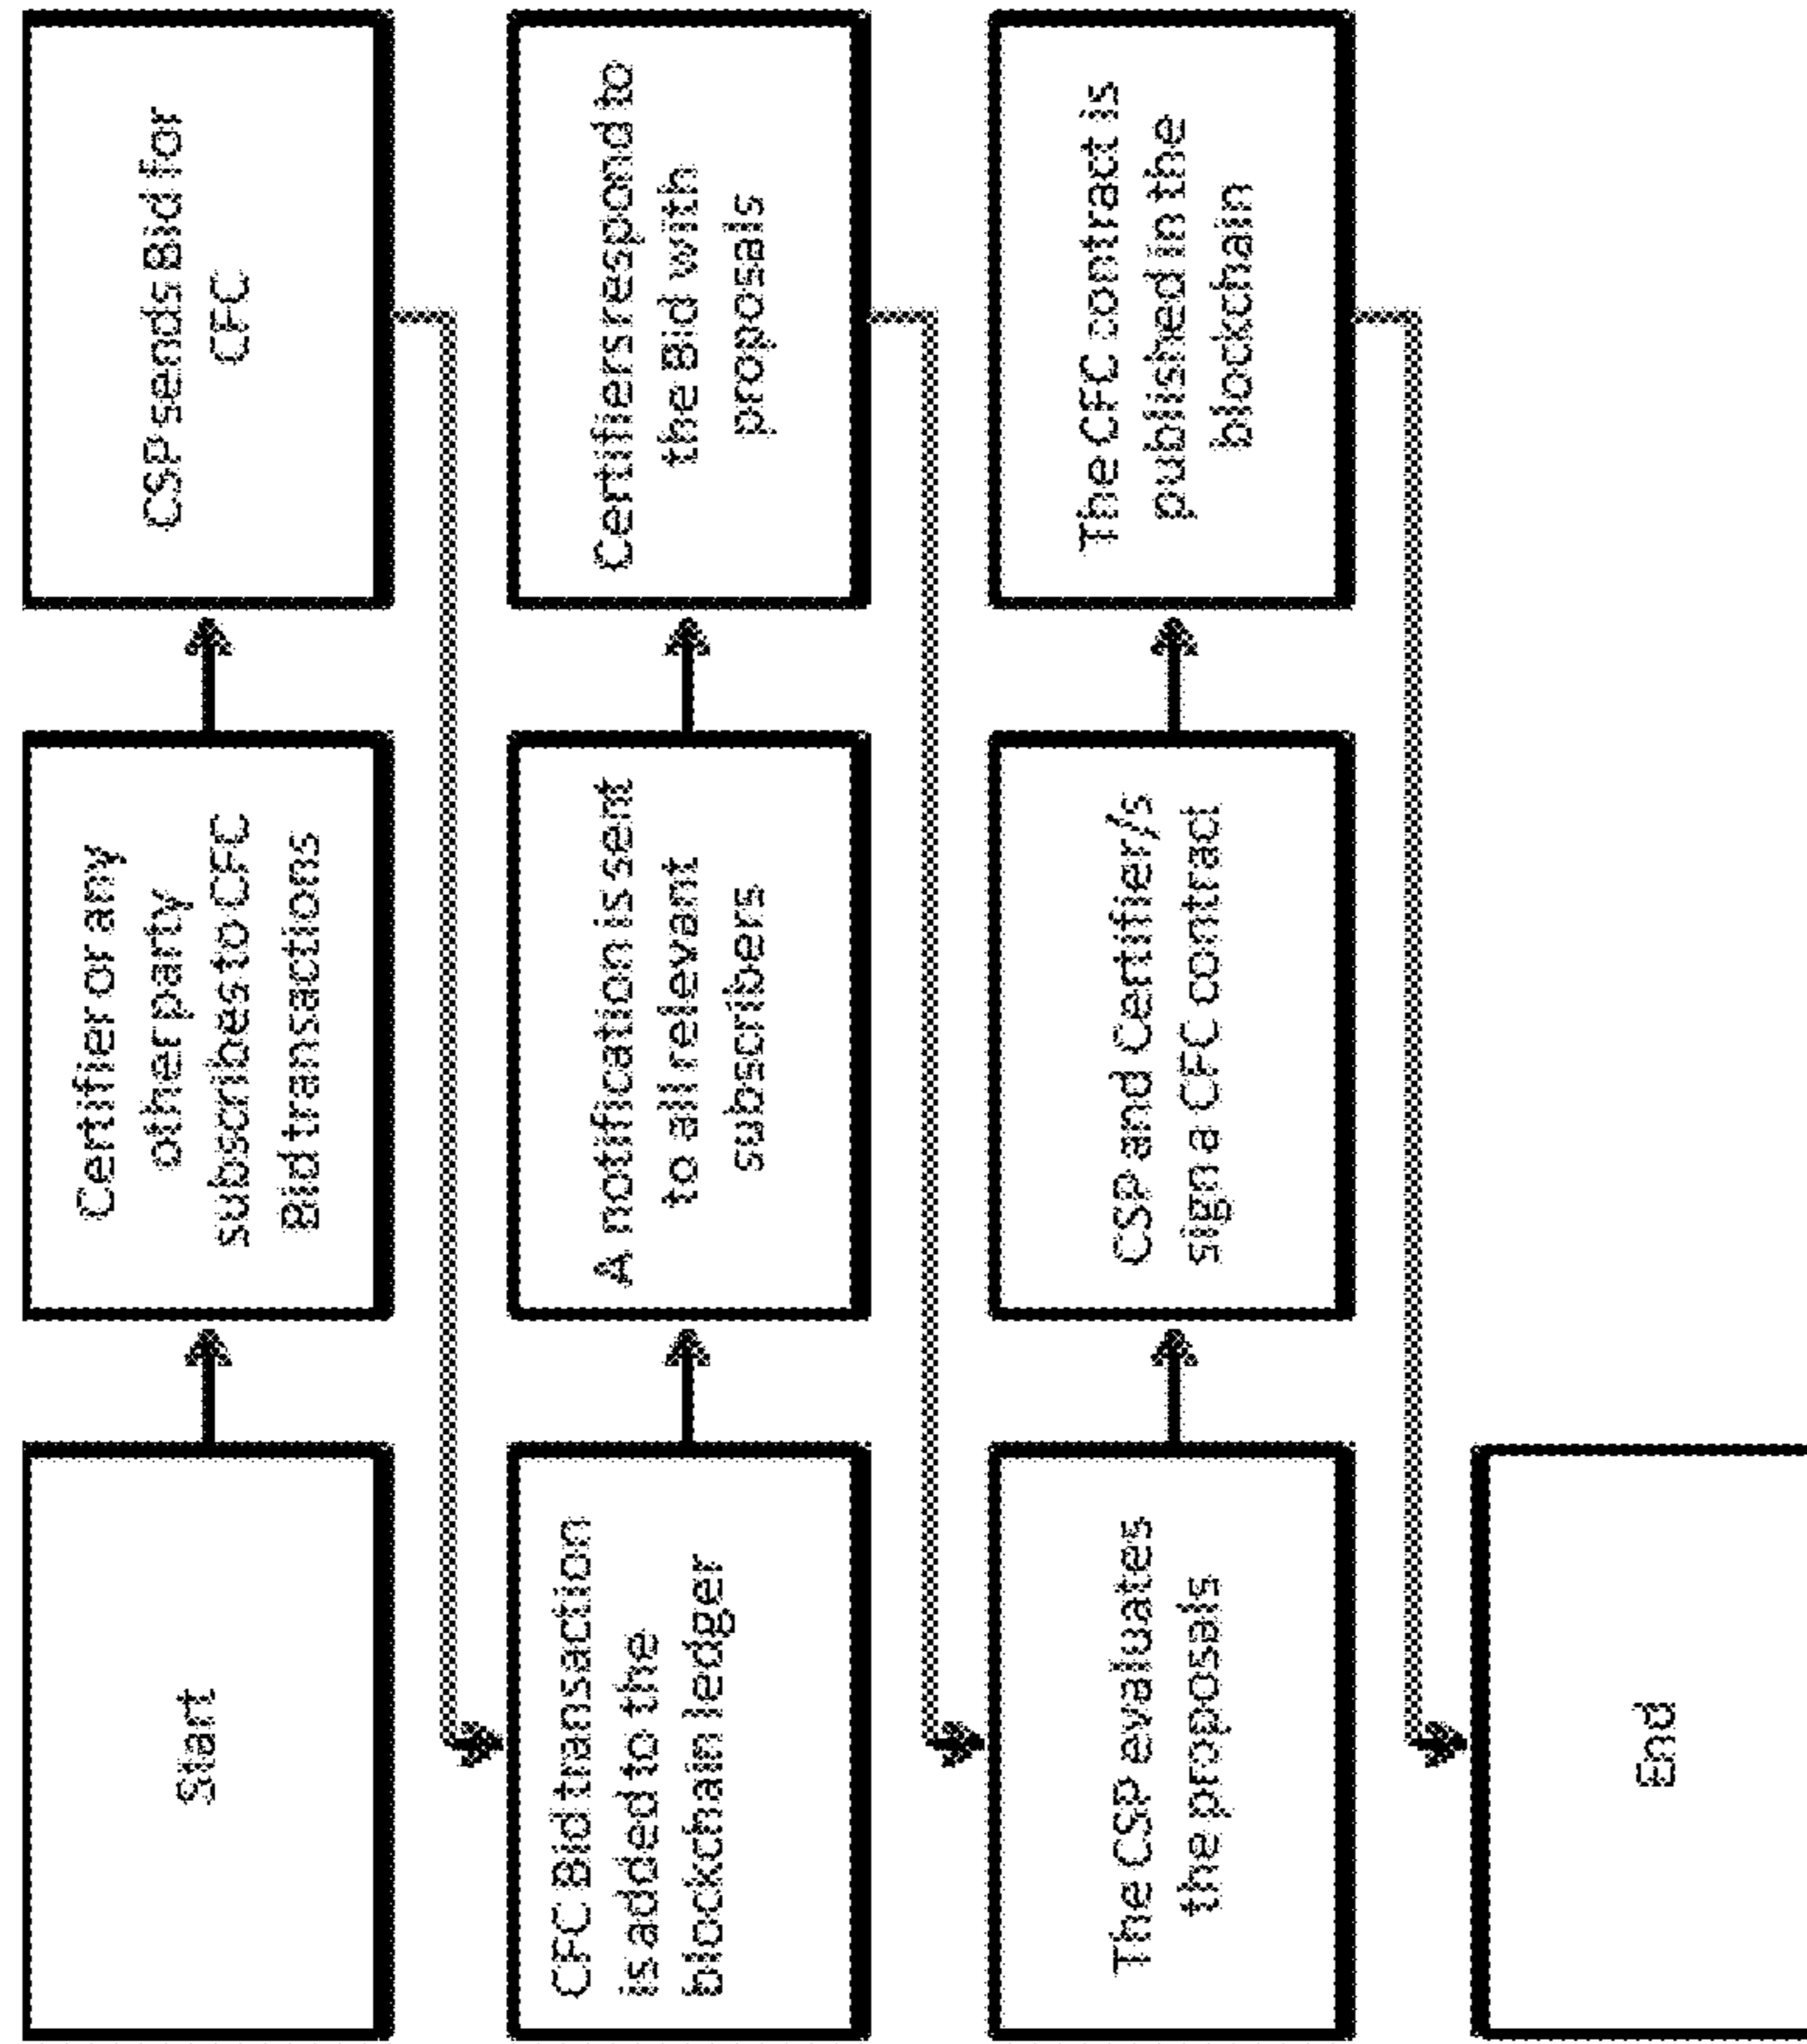 Start
Certifier or any
other party
subscribes to CFC
Bid transactions
CSP sends Bid for
CFC
CFC Bid transaction
is added to the
blockchain ledger
A notification is sent
to all relevant
subscribers
Certifiers respond to
the Bid with
proposals
The CSP evaluates
the proposals
CSP and Certifier/s
sign a CFC contract
The CFC contract is
published in the
blockchain
End